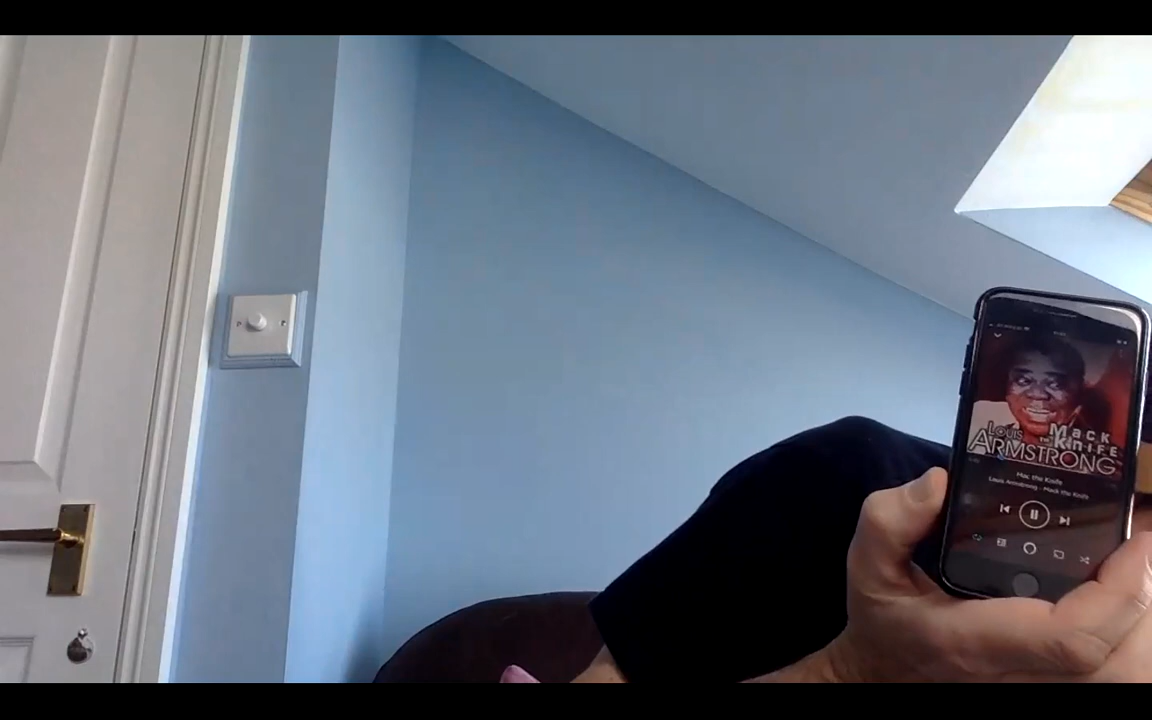 Louis Mack
THE Knife
ARMSTRONG
Mac the Knife
Louis Armstrong - Mack the Knife